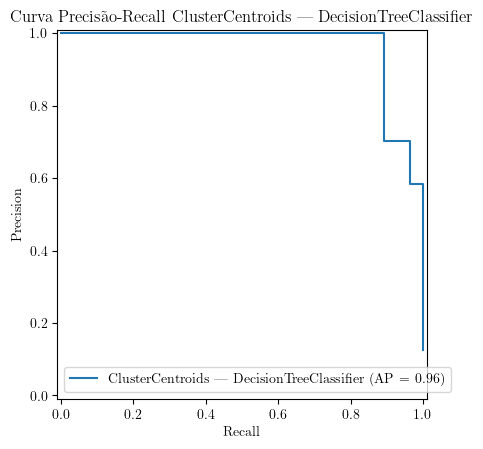 Curva Precisão-Recall ClusterCentroids — DecisionTreeClassifier
1.0
0.8
0.6
0.4
0.2
0.0
Precision
ClusterCentroids — DecisionTreeClassifier (AP = 0.96)
0.0 0.2 0.4 0.6 0.8 1.0
Recall